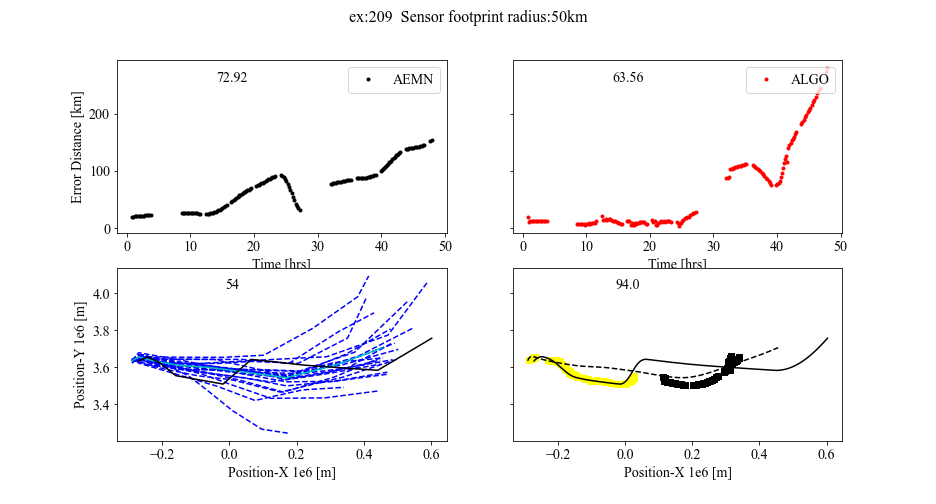 ex:209 Sensor footprint radius:50km
72.92
AEMN
63.56
ALGO
Error Distance [km]
200
100
0
0 10 20 30 40 50
0 10 20 30 40 50
Time [hrs]
Time [hrs]
54
94.0
Position-Y 1e6 [m]
4.0
3.8
3.6
3.4
−0.2 0.0 0.2 0.4 0.6
−0.2 0.0 0.2 0.4 0.6
Position-X 1e6 [m]
Position-X 1e6 [m]